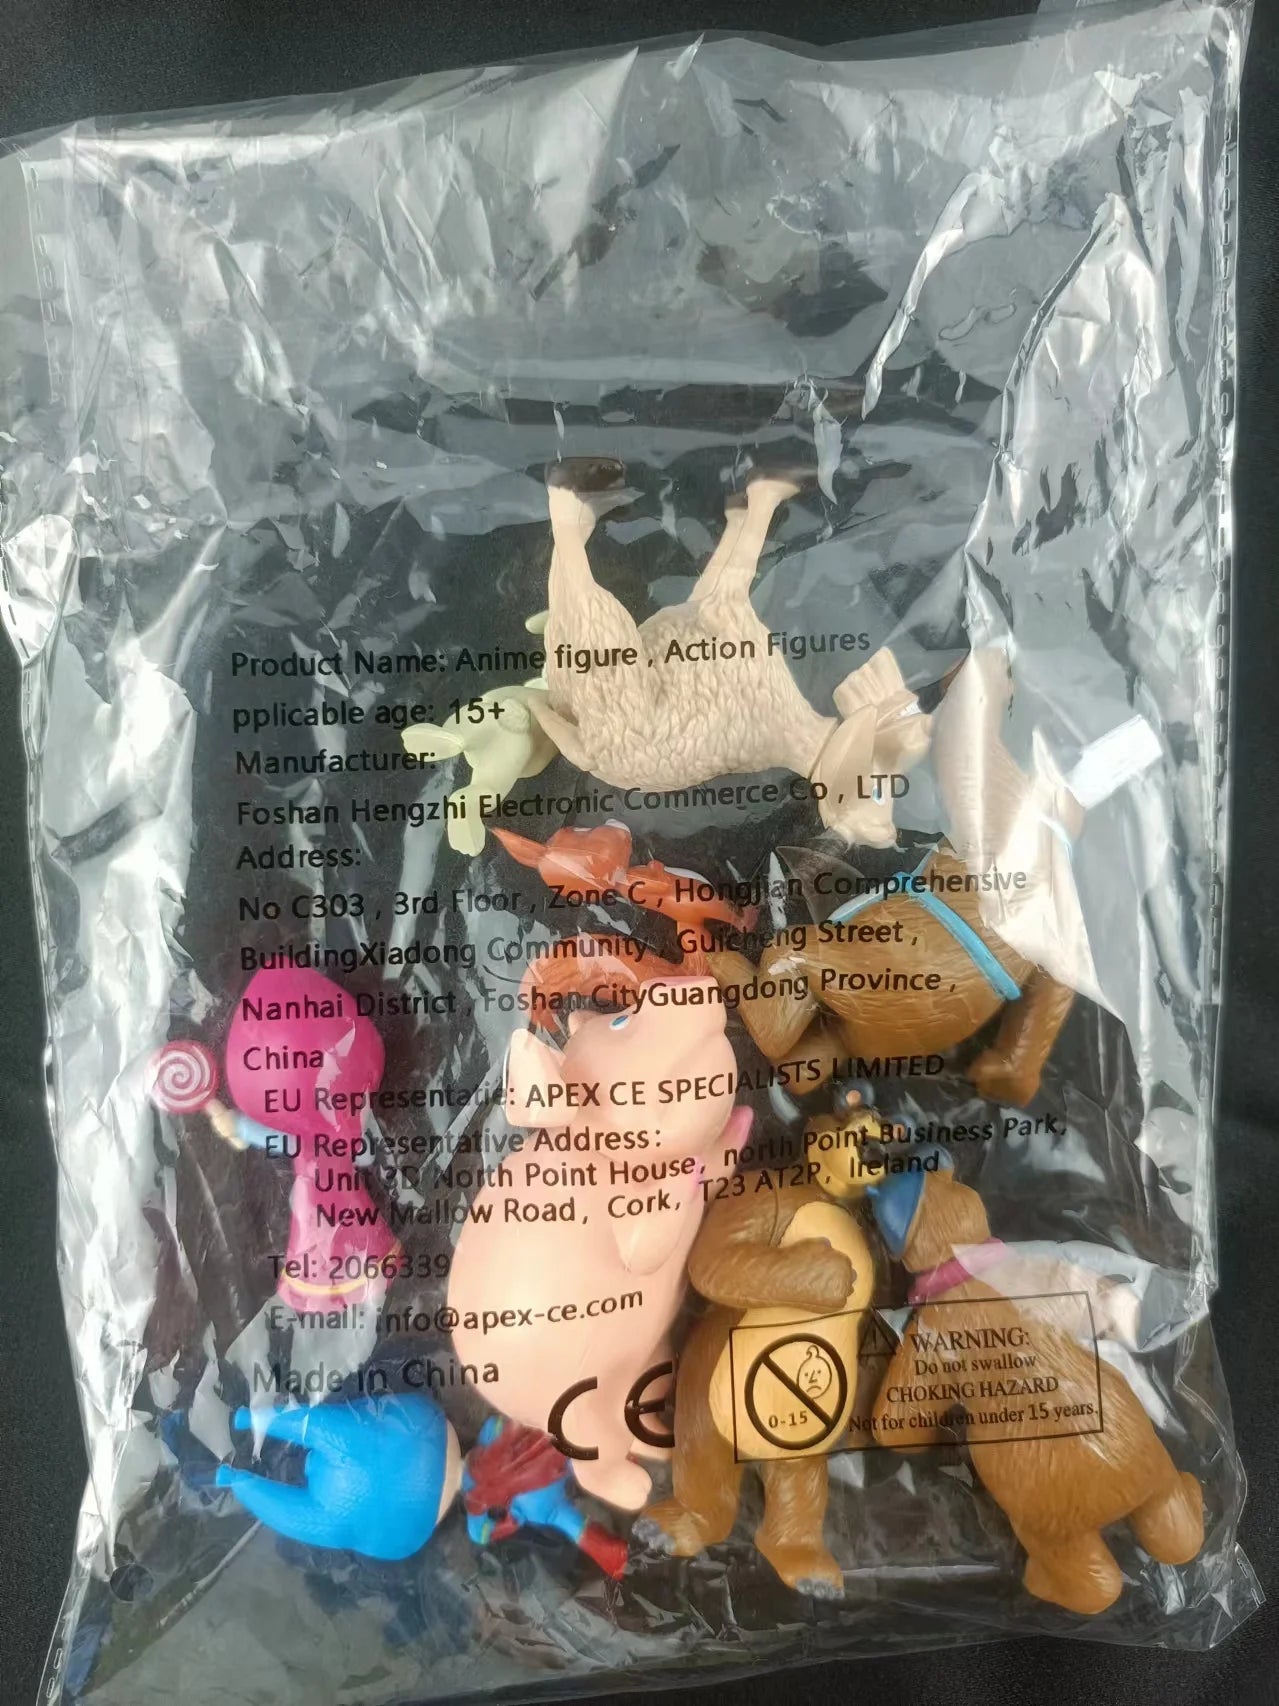 Product Name: Anime figure , Action Figures
pplicable age: 15+
Manufacturer:
Foshan Hengzhi Electronic Commerce Co , LTD
Address:
No C303 , 3rd Floor , Zone C , Hongjian Comprehensive
BuildingXiadong Community , Guicheng Street ,
Nanhai District , Foshan CityGuangdong Province ,
China
EU Representatie: APEX CE SPECIALISTS LIMITED
EU Representative Address:
Unit 3D North Point House, north Point Business Park,
New Mallow Road, Cork, T23 AT2P, Ireland
Tel: 2066339
E-mail: info@apex-ce.com
Made in China
CE
0-15
WARNING:
Do not swallow
CHOKING HAZARD
Not for children under 15 years.